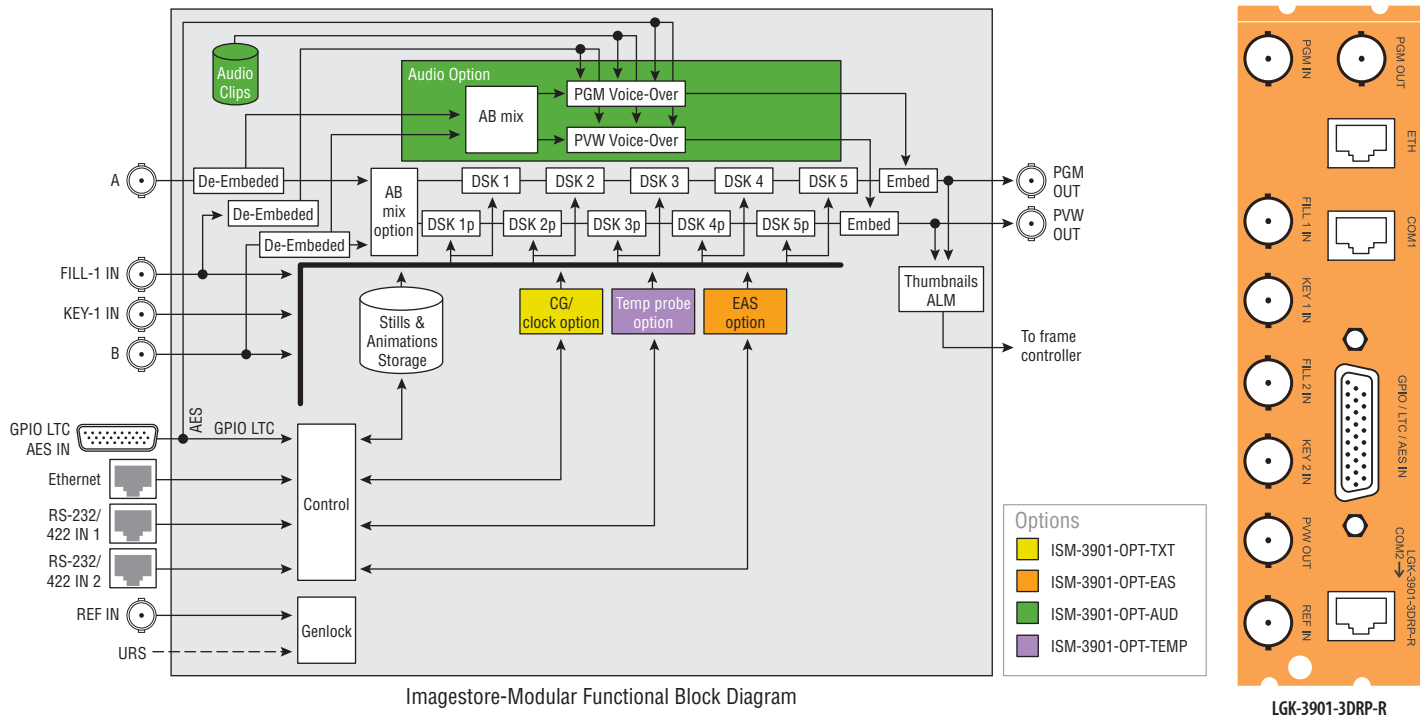 Audio
Clips
Audio Option
AB mix
PGM Voice-Over
PVW Voice-Over
A
De-Embeded
De-Embeded
De-Embeded
AB
mix
option
DSK 1
DSK 2
DSK 3
DSK 4
DSK 5
Embed
DSK 1p
DSK 2p
DSK 3p
DSK 4p
DSK 5p
Embed
PGM
OUT
PVW
OUT
FILL-1 IN
KEY-1 IN
B
Stills &
Animations
Storage
CG/
clock option
Temp probe
option
EAS
option
Thumbnails
ALM
To frame
controller
GPIO LTC
AES IN
AES
GPIO LTC
Ethernet
RS-232/
422 IN 1
RS-232/
422 IN 2
Control
REF IN
URS
Genlock
Options
ISM-3901-OPT-TXT
ISM-3901-OPT-EAS
ISM-3901-OPT-AUD
ISM-3901-OPT-TEMP
Imagestore-Modular Functional Block Diagram
PGM IN
PGM OUT
ETH
FILL 1 IN
COM1
KEY 1 IN
FILL 2 IN
GPIO / LTC / AES IN
KEY 2 IN
PVW OUT
LGK-3901-3DRP-R
COM2→
REF IN
LGK-3901-3DRP-R